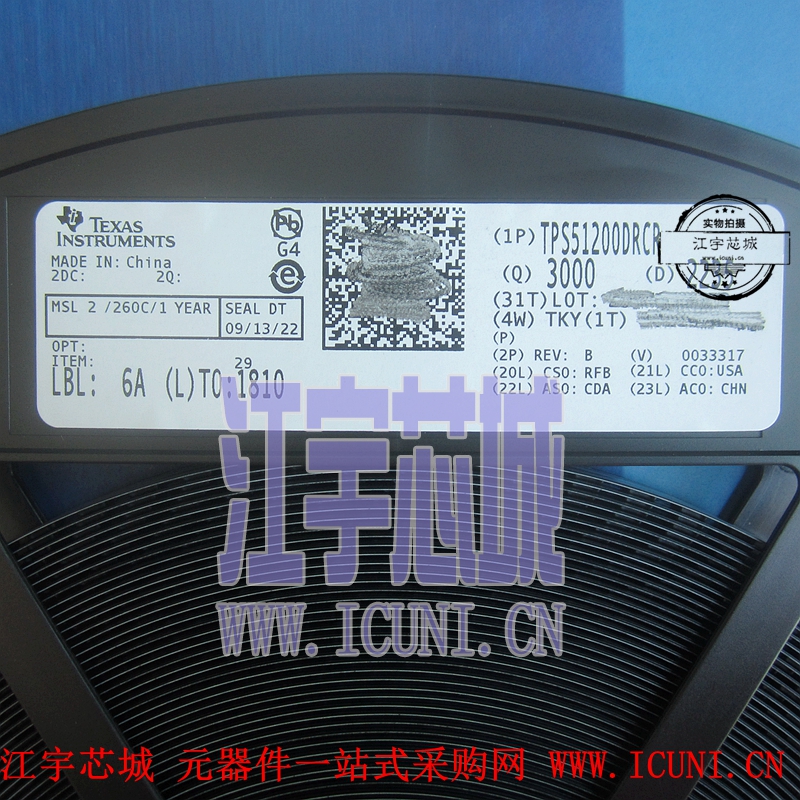 TEXAS
INSTRUMENTS
MADE IN: China
2DC: 2Q:
MSL 2 /260C/1 YEAR
SEAL DT
09/13/22
OPT:
ITEM: 29
LBL: 6A (L)TO:1810
Pb
G4
e
(1P) TPS51200DRCR
(Q) 3000 (D)
(31T) LOT:
(4W) TKY(1T)
(P)
(2P) REV: B (V) 0033317
(20L) CSO: RFB (21L) CCO:USA
(22L) ASO: CDA (23L) ACO: CHN
实物拍摄
江宇芯城
www.icuni.cn
江宇芯城
WWW.ICUNI.CN
江宇芯城 元器件一站式采购网 WWW.ICUNI.CN